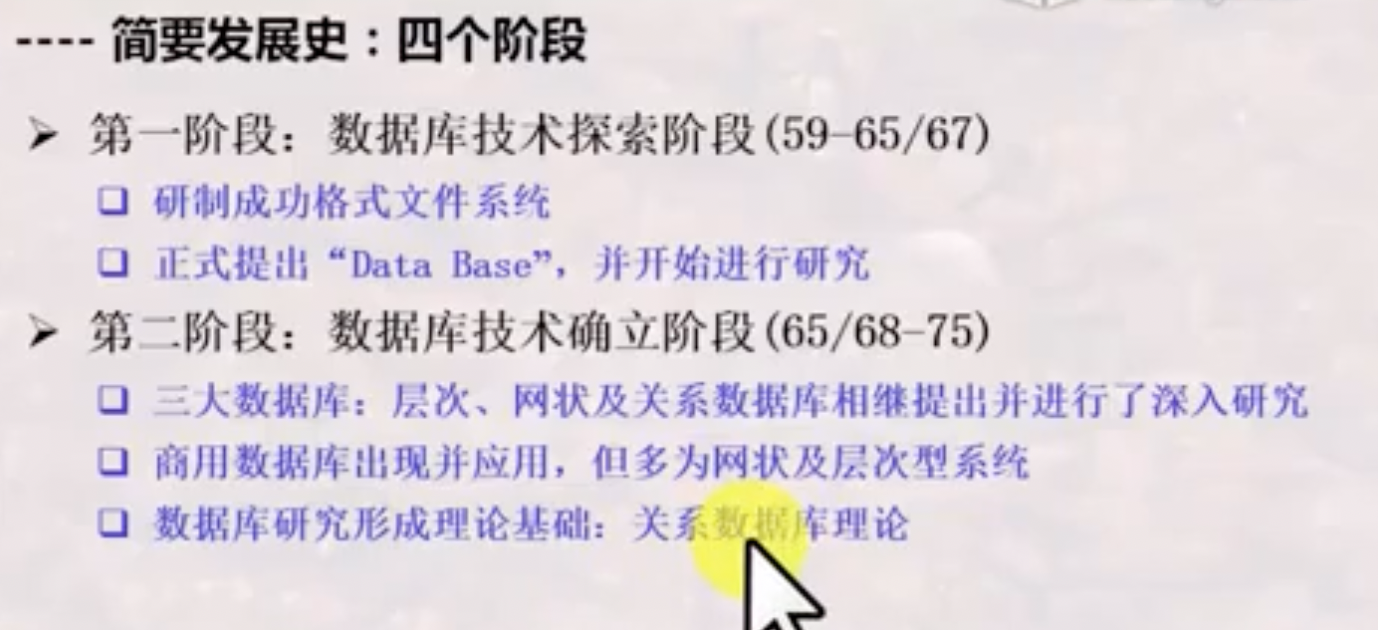 ---- 简要发展史：四个阶段
➢ 第一阶段：数据库技术探索阶段(59-65/67)
❑ 研制成功格式文件系统
❑ 正式提出“Data Base”，并开始进行研究
➢ 第二阶段：数据库技术确立阶段(65/68-75)
❑ 三大数据库：层次、网状及关系数据库相继提出并进行了深入研究
❑ 商用数据库出现并应用，但多为网状及层次型系统
❑ 数据库研究形成理论基础：关系数据库理论